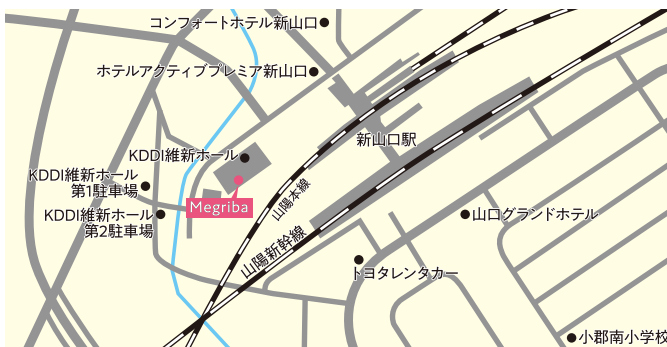 コンフォートホテル新山口
ホテルアクティブプレミア新山口
新山口駅
KDDI維新ホール
KDDI維新ホール
第1駐車場
KDDI維新ホール
第2駐車場
Megriba
山陽本線
山陽新幹線
山口グランドホテル
トヨタレンタカー
小郡南小学校